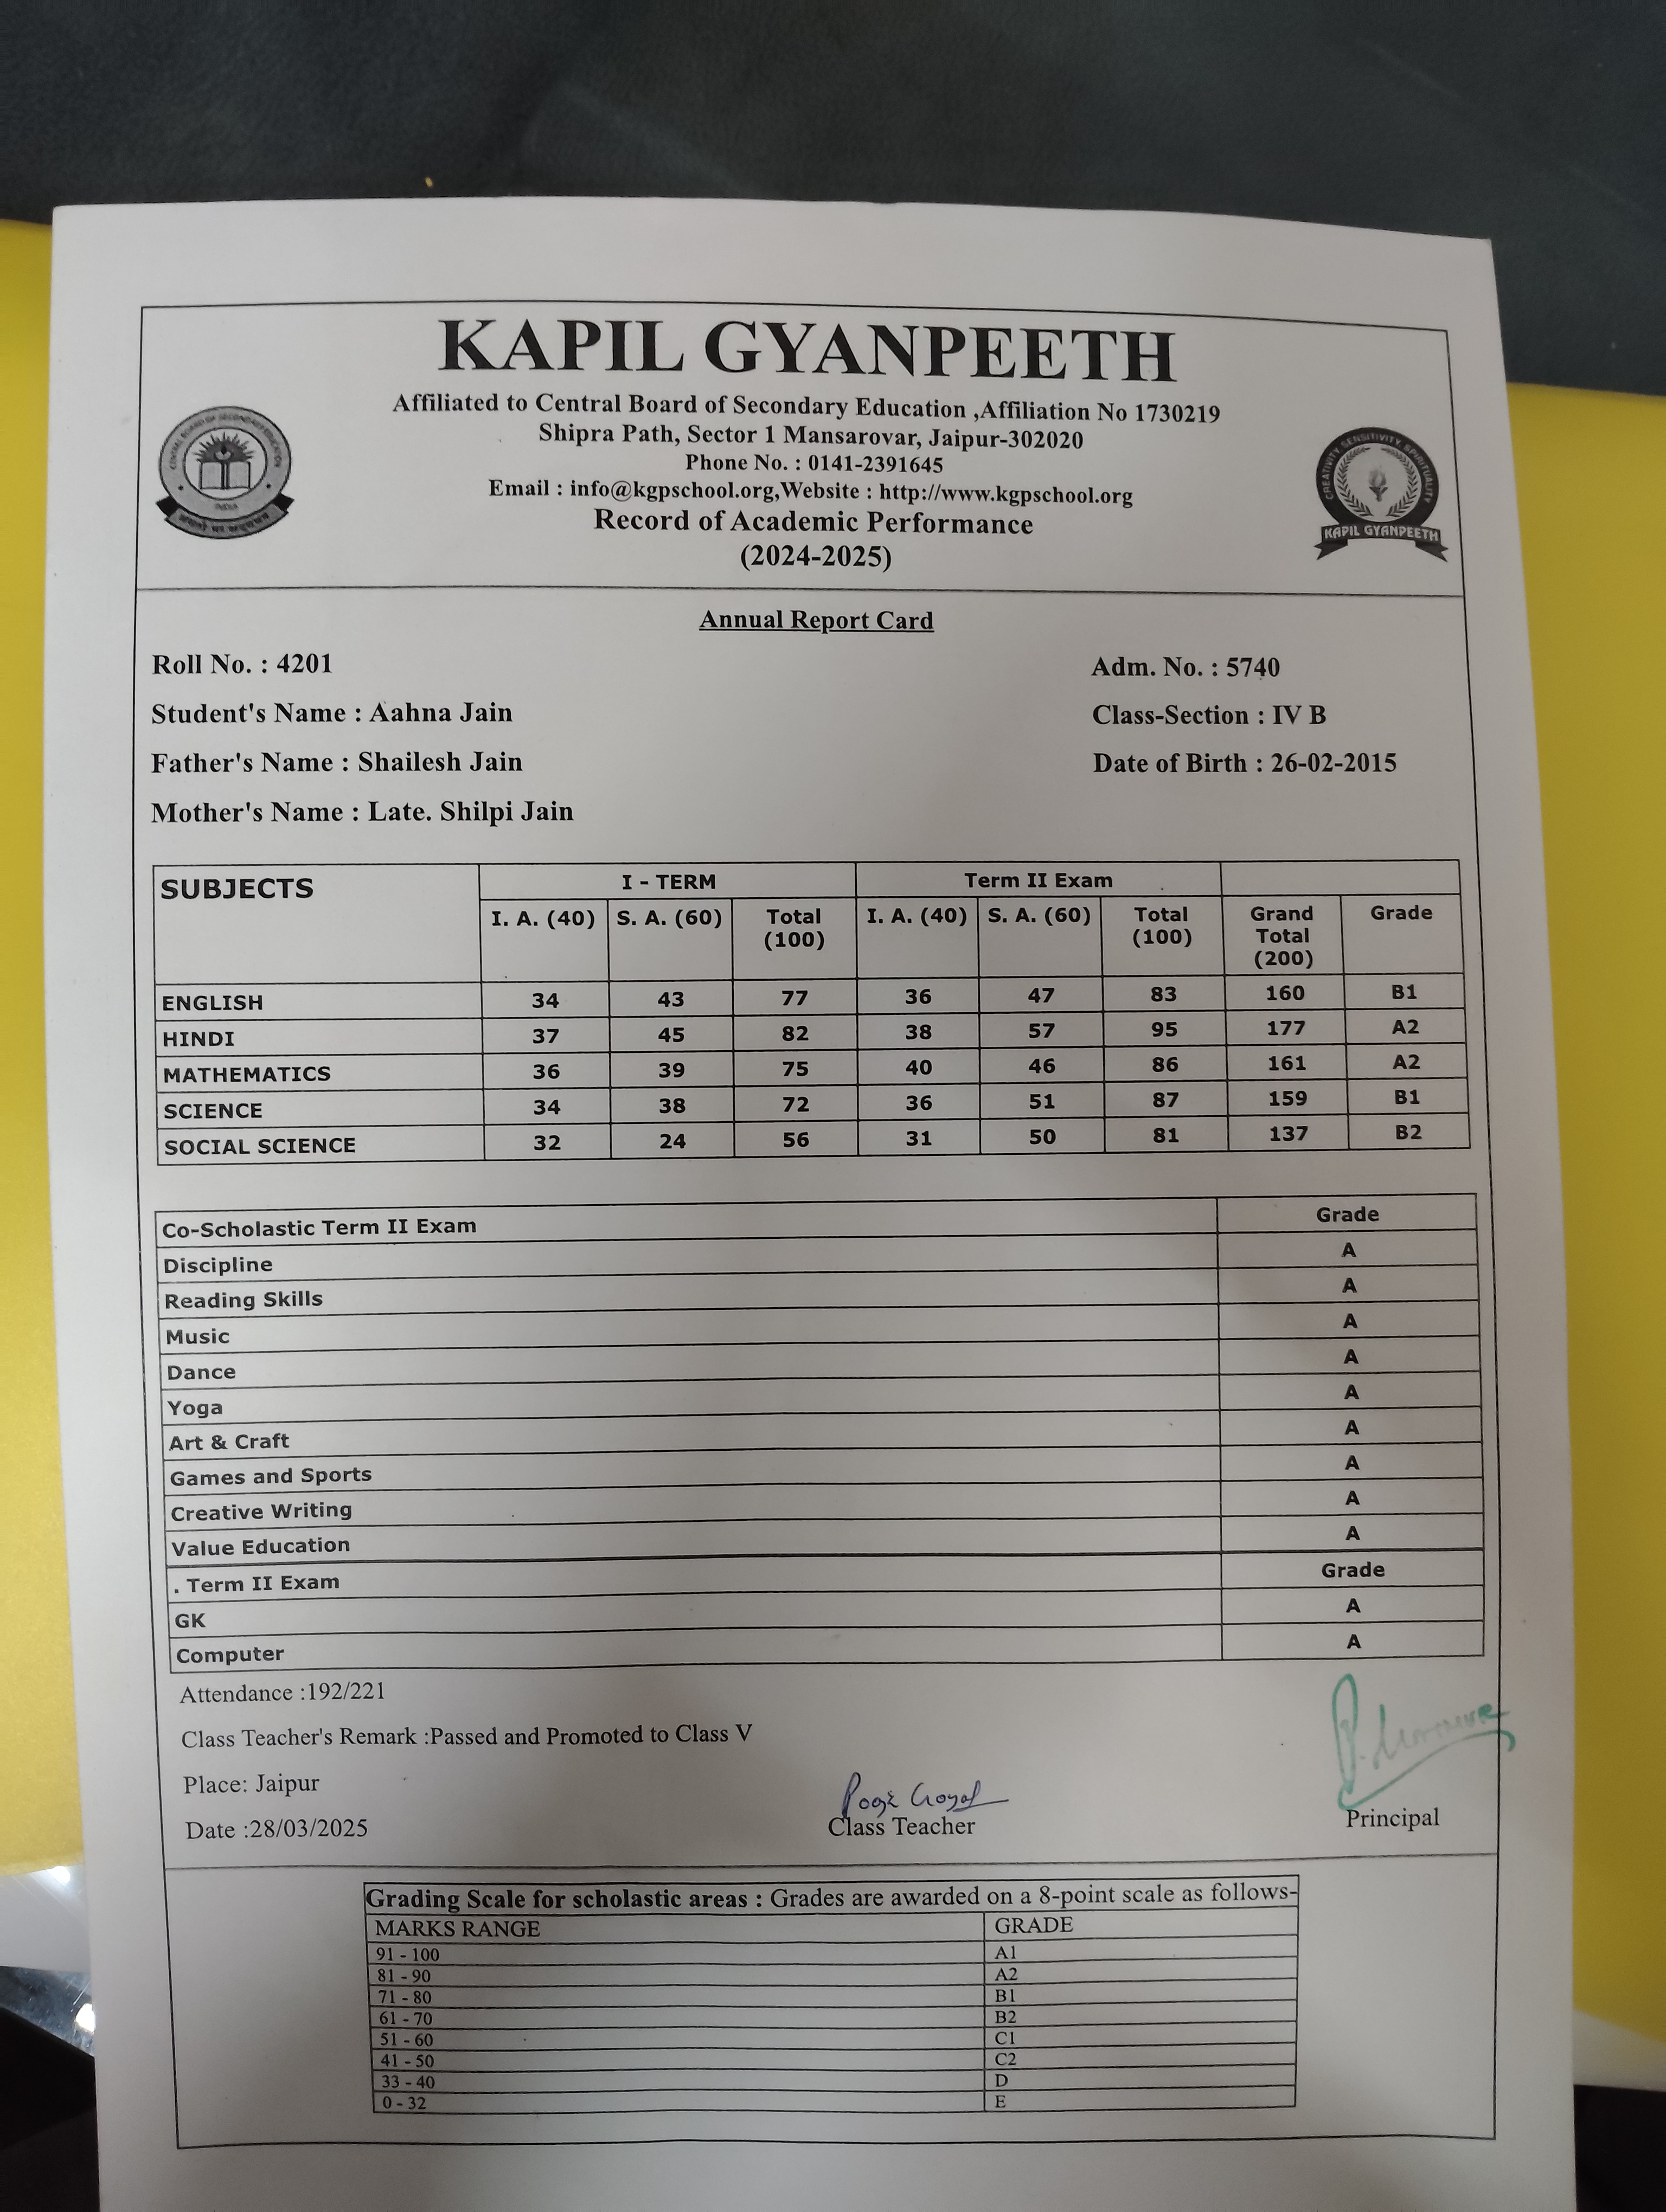 KAPIL GYANPEETH
Affiliated to Central Board of Secondary Education ,Affiliation No 1730219
Shipra Path, Sector 1 Mansarovar, Jaipur-302020
Phone No. : 0141-2391645
Email : info@kgpschool.org,Website : http://www.kgpschool.org
Record of Academic Performance
(2024-2025)
CENTRAL BOARD OF SECONDARY EDUCATION
INDIA
CREATIVITY SENSITIVITY SPIRITUALITY
KAPIL GYANPEETH
Annual Report Card
Roll No. : 4201 Adm. No. : 5740
Student's Name : Aahna Jain Class-Section : IV B
Father's Name : Shailesh Jain Date of Birth : 26-02-2015
Mother's Name : Late. Shilpi Jain
SUBJECTS I - TERM Term II Exam
I. A. (40) S. A. (60) Total (100) I. A. (40) S. A. (60) Total (100) Grand Total (200) Grade
ENGLISH 34 43 77 36 47 83 160 B1
HINDI 37 45 82 38 57 95 177 A2
MATHEMATICS 36 39 75 40 46 86 161 A2
SCIENCE 34 38 72 36 51 87 159 B1
SOCIAL SCIENCE 32 24 56 31 50 81 137 B2
Co-Scholastic Term II Exam Grade
Discipline A
Reading Skills A
Music A
Dance A
Yoga A
Art & Craft A
Games and Sports A
Creative Writing A
Value Education A
. Term II Exam Grade
GK A
Computer A
Attendance :192/221
Class Teacher's Remark :Passed and Promoted to Class V
Place: Jaipur
Date :28/03/2025
Class Teacher
Principal
Grading Scale for scholastic areas : Grades are awarded on a 8-point scale as follows-
MARKS RANGE GRADE
91 - 100 A1
81 - 90 A2
71 - 80 B1
61 - 70 B2
51 - 60 C1
41 - 50 C2
33 - 40 D
0 - 32 E